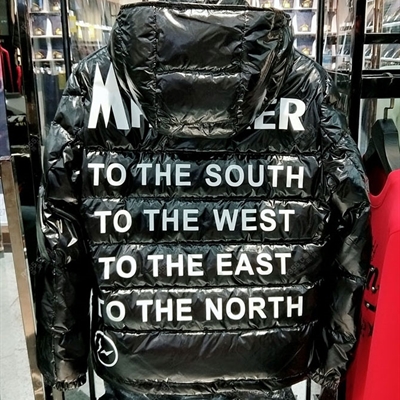 TO THE SOUTH
TO THE WEST
TO THE EAST
TO THE NORTH